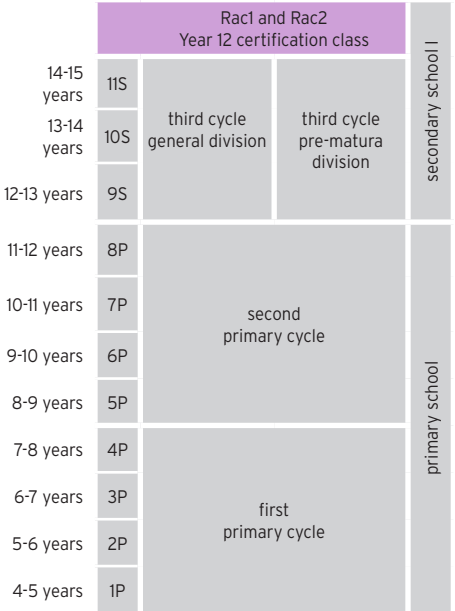 Rac1 and Rac2
Year 12 certification class
secondary school I
14-15
years
11S
13-14
years
10S
12-13 years
9S
third cycle
general division
third cycle
pre-matura
division
11-12 years
8P
10-11 years
7P
9-10 years
6P
8-9 years
5P
second
primary cycle
primary school
7-8 years
4P
6-7 years
3P
5-6 years
2P
4-5 years
1P
first
primary cycle